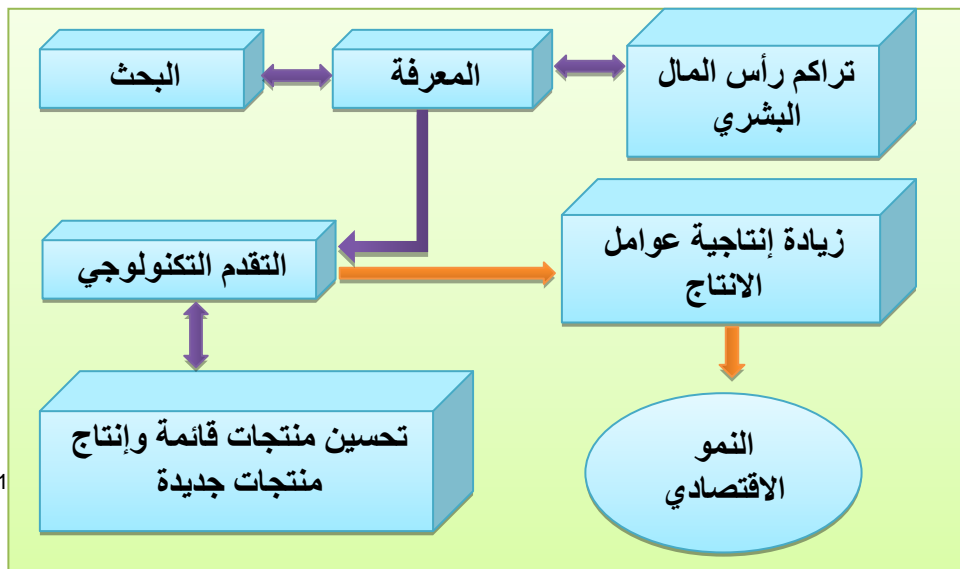 تراكم رأس المال
البشري
المعرفة
البحث
زيادة إنتاجية عوامل
الانتاج
التقدم التكنولوجي
تحسين منتجات قائمة وإنتاج
منتجات جديدة
النمو
الاقتصادي
1